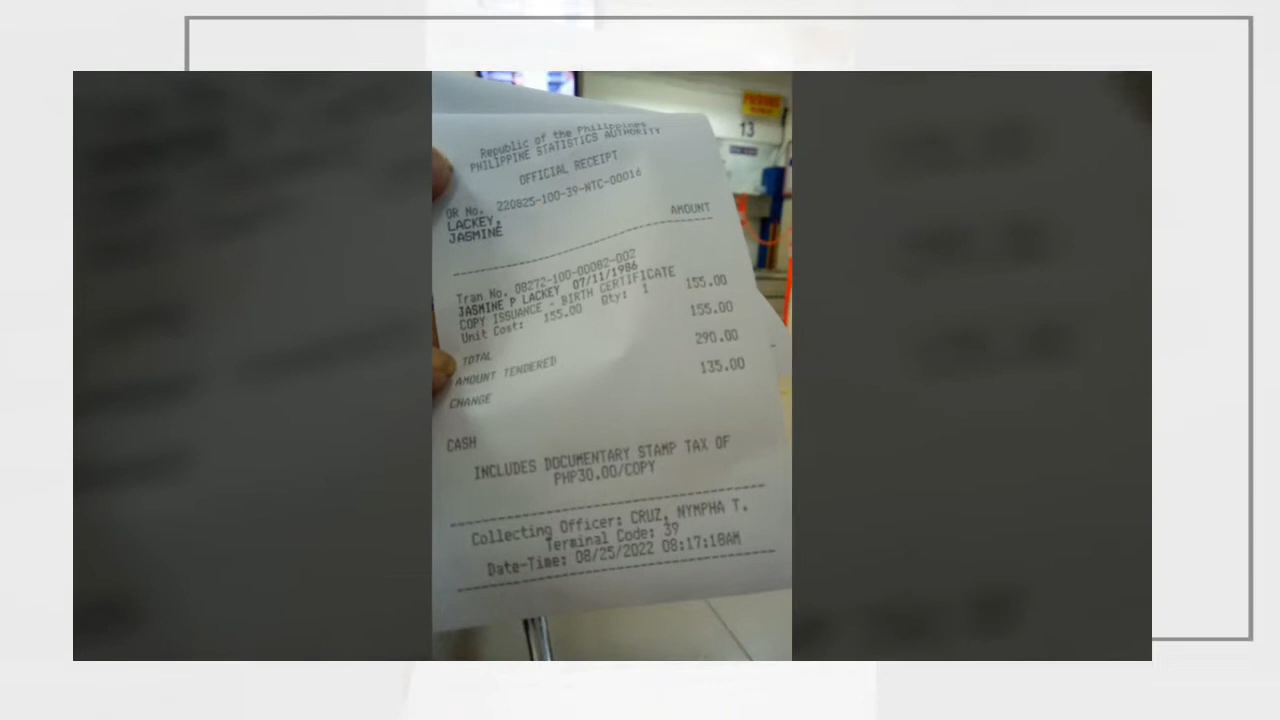 Republic of the Philippines
PHILIPPINE STATISTICS AUTHORITY
OFFICIAL RECEIPT
OR No. 220825-100-39-NTC-00016
LACKEY,
JASMINE
AMOUNT
Tran No. 08272-100-00082-002
JASMINE P LACKEY 07/11/1986
COPY ISSUANCE - BIRTH CERTIFICATE
Unit Cost: 155.00 Qty: 1 155.00
TOTAL 155.00
AMOUNT TENDERED 290.00
CHANGE 135.00
CASH
INCLUDES DOCUMENTARY STAMP TAX OF
PHP30.00/COPY
Collecting Officer: CRUZ, NYMPHA T.
Terminal Code: 39
Date-Time: 08/25/2022 08:17:18AM
13